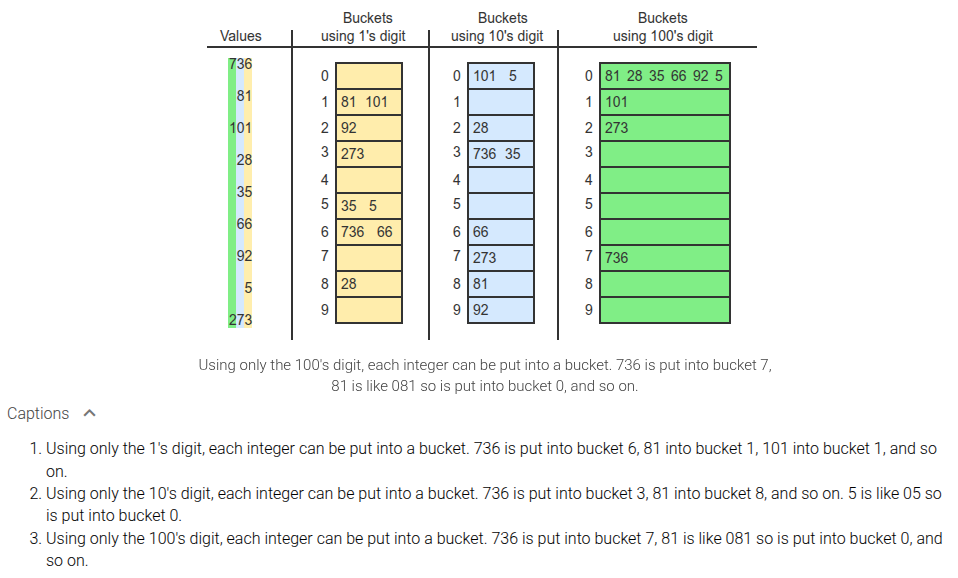 Values
Buckets
using 1's digit
Buckets
using 10's digit
Buckets
using 100's digit
736
81
101
28
35
66
92
5
273
0
1 81 101
2 92
3 273
4
5 35 5
6 736 66
7
8 28
9
0 101 5
1
2 28
3 736 35
4
5
6 66
7 273
8 81
9 92
0 81 28 35 66 92 5
1 101
2 273
3
4
5
6
7 736
8
9
Using only the 100's digit, each integer can be put into a bucket. 736 is put into bucket 7,
81 is like 081 so is put into bucket 0, and so on.
Captions
1. Using only the 1's digit, each integer can be put into a bucket. 736 is put into bucket 6, 81 into bucket 1, 101 into bucket 1, and so
on.
2. Using only the 10's digit, each integer can be put into a bucket. 736 is put into bucket 3, 81 into bucket 8, and so on. 5 is like 05 so
is put into bucket 0.
3. Using only the 100's digit, each integer can be put into a bucket. 736 is put into bucket 7, 81 is like 081 so is put into bucket 0, and
so on.